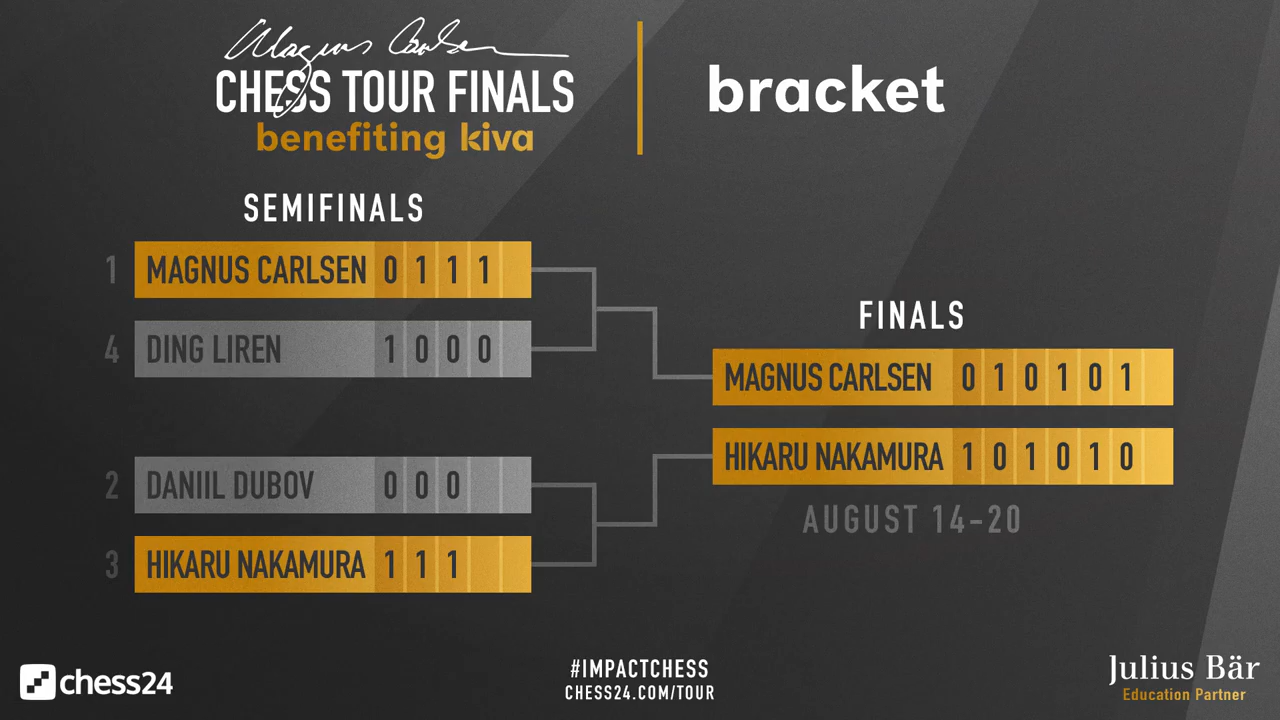 Magnus Carlsen
CHESS TOUR FINALS
benefiting kiva
bracket
SEMIFINALS
1 MAGNUS CARLSEN 0 1 1 1
4 DING LIREN 1 0 0 0
2 DANIIL DUBOV 0 0 0
3 HIKARU NAKAMURA 1 1 1
FINALS
MAGNUS CARLSEN 0 1 0 1 0 1
HIKARU NAKAMURA 1 0 1 0 1 0
AUGUST 14-20
chess24
#IMPACTCHESS
CHESS24.COM/TOUR
Julius Bär
Education Partner